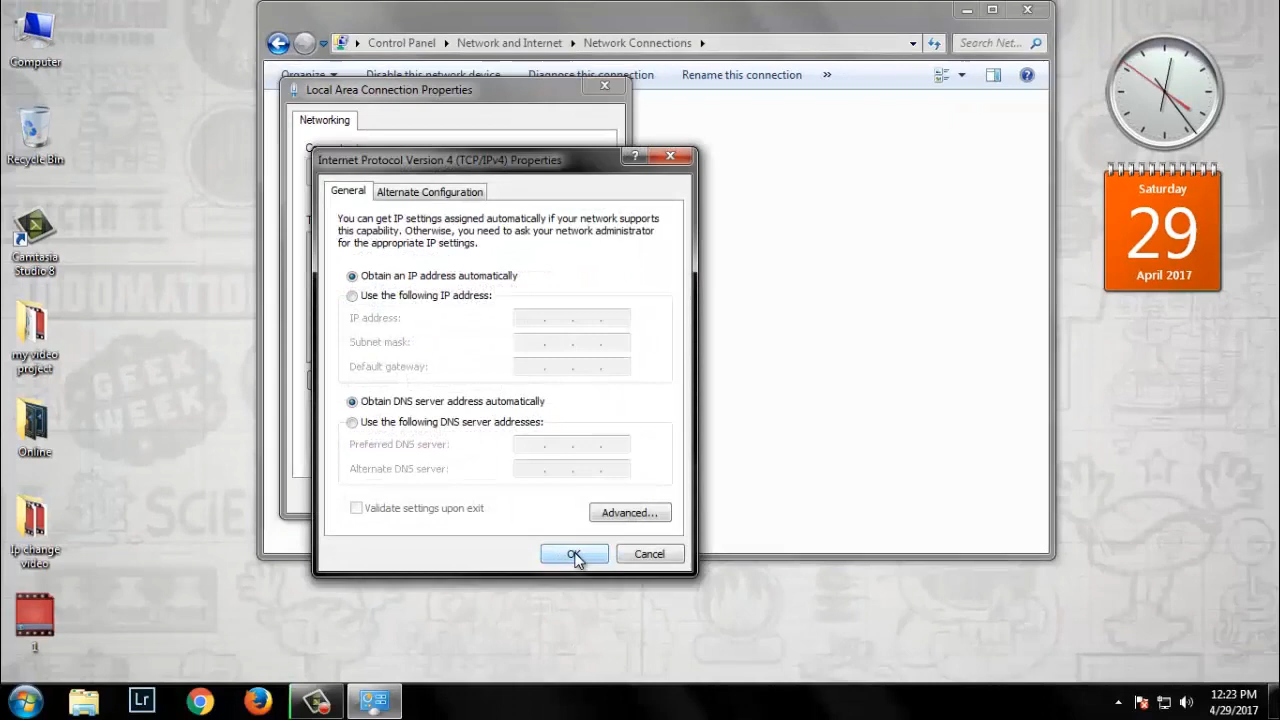 Computer
Recycle Bin
Camtasia
Studio 8
my video
project
Online
Ip change
video
Control Panel
Network and Internet
Network Connections
Search Net...
Organize
Disable this network device
Diagnose this connection
Rename this connection
»
Local Area Connection Properties
Networking
Internet Protocol Version 4 (TCP/IPv4) Properties
General
Alternate Configuration
You can get IP settings assigned automatically if your network supports
this capability. Otherwise, you need to ask your network administrator
for the appropriate IP settings.
Obtain an IP address automatically
Use the following IP address:
IP address:
Subnet mask:
Default gateway:
Obtain DNS server address automatically
Use the following DNS server addresses:
Preferred DNS server:
Alternate DNS server:
Validate settings upon exit
Advanced...
OK
Cancel
Saturday
29
April 2017
GEEK
WEEK
Lr
12:23 PM
4/29/2017